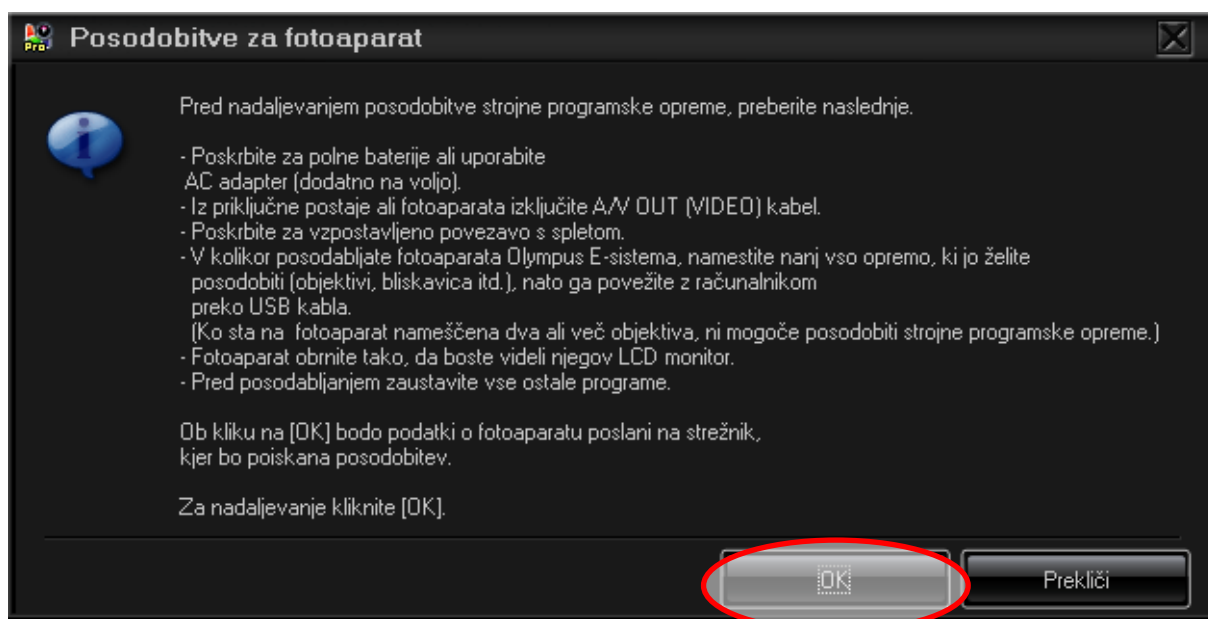 Pro
Posodobitve za fotoaparat
Pred nadaljevanjem posodobitve strojne programske opreme, preberite naslednje.
- Poskrbite za polne baterije ali uporabite
AC adapter (dodatno na voljo).
- Iz priključne postaje ali fotoaparata izključite A/V OUT (VIDEO) kabel.
- Poskrbite za vzpostavljeno povezavo s spletom.
- V kolikor posodabljate fotoaparata Olympus E-sistema, namestite nanj vso opremo, ki jo želite
posodobiti (objektivi, bliskavica itd.), nato ga povežite z računalnikom
preko USB kabla.
(Ko sta na fotoaparat nameščena dva ali več objektiva, ni mogoče posodobiti strojne programske opreme.)
- Fotoaparat obrnite tako, da boste videli njegov LCD monitor.
- Pred posodabljanjem zaustavite vse ostale programe.
Ob kliku na [OK] bodo podatki o fotoaparatu poslani na strežnik,
kjer bo poiskana posodobitev.
Za nadaljevanje kliknite [OK].
OK
Prekliči